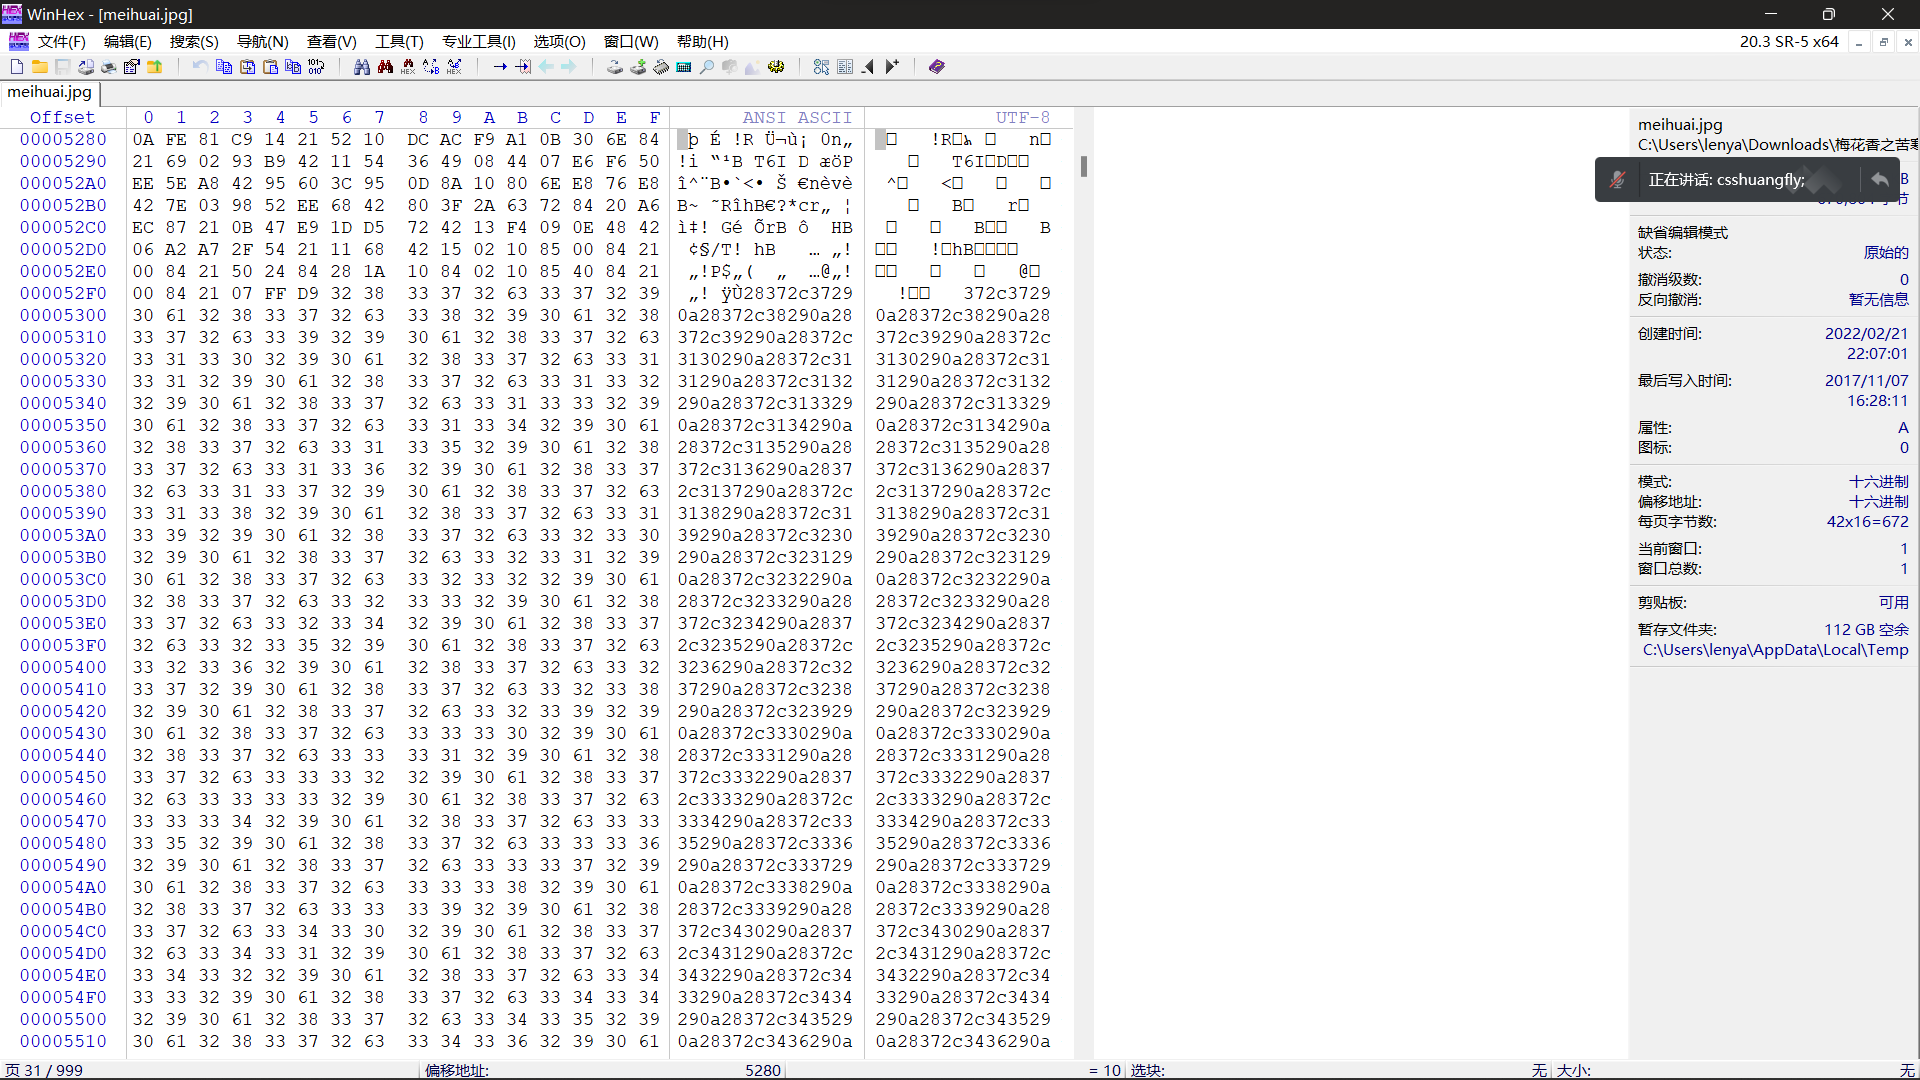 WinHex - [meihuai.jpg]
文件(F) 编辑(E) 搜索(S) 导航(N) 查看(V) 工具(T) 专业工具(I) 选项(O) 窗口(W) 帮助(H) 20.3 SR-5 x64
meihuai.jpg
Offset 0 1 2 3 4 5 6 7 8 9 A B C D E F ANSI ASCII UTF-8
00005280 0A FE 81 C9 14 21 52 10 DC AC F9 A1 0B 30 6E 84
00005290 21 69 02 93 B9 42 11 54 36 49 08 44 07 E6 F6 50
000052A0 EE 5E A8 42 95 60 3C 95 0D 8A 10 80 6E E8 76 E8
000052B0 42 7E 03 98 52 EE 68 42 80 3F 2A 63 72 84 20 A6
000052C0 EC 87 21 0B 47 E9 1D D5 72 42 13 F4 09 0E 48 42
000052D0 06 A2 A7 2F 54 21 11 68 42 15 02 10 85 00 84 21
000052E0 00 84 21 50 24 84 28 1A 10 84 02 10 85 40 84 21
000052F0 00 84 21 07 FF D9 32 38 33 37 32 63 33 37 32 39 „! ÿÙ28372c3729 372c3729
00005300 30 61 32 38 33 37 32 63 33 38 32 39 30 61 32 38 0a28372c38290a28 0a28372c38290a28
00005310 33 37 32 63 33 39 32 39 30 61 32 38 33 37 32 63 372c39290a28372c 372c39290a28372c
00005320 33 31 33 30 32 39 30 61 32 38 33 37 32 63 33 31 3130290a28372c31 3130290a28372c31
00005330 33 31 32 39 30 61 32 38 33 37 32 63 33 31 33 32 31290a28372c3132 31290a28372c3132
00005340 32 39 30 61 32 38 33 37 32 63 33 31 33 33 32 39 290a28372c313329 290a28372c313329
00005350 30 61 32 38 33 37 32 63 33 31 33 34 32 39 30 61 0a28372c3134290a 0a28372c3134290a
00005360 32 38 33 37 32 63 33 31 33 35 32 39 30 61 32 38 28372c3135290a28 28372c3135290a28
00005370 33 37 32 63 33 31 33 36 32 39 30 61 32 38 33 37 372c3136290a2837 372c3136290a2837
00005380 32 63 33 31 33 37 32 39 30 61 32 38 33 37 32 63 2c3137290a28372c 2c3137290a28372c
00005390 33 31 33 38 32 39 30 61 32 38 33 37 32 63 33 31 3138290a28372c31 3138290a28372c31
000053A0 33 39 32 39 30 61 32 38 33 37 32 63 33 32 33 30 39290a28372c3230 39290a28372c3230
000053B0 32 39 30 61 32 38 33 37 32 63 33 32 33 31 32 39 290a28372c323129 290a28372c323129
000053C0 30 61 32 38 33 37 32 63 33 32 33 32 32 39 30 61 0a28372c3232290a 0a28372c3232290a
000053D0 32 38 33 37 32 63 33 32 33 33 32 39 30 61 32 38 28372c3233290a28 28372c3233290a28
000053E0 33 37 32 63 33 32 33 34 32 39 30 61 32 38 33 37 372c3234290a2837 372c3234290a2837
000053F0 32 63 33 32 33 35 32 39 30 61 32 38 33 37 32 63 2c3235290a28372c 2c3235290a28372c
00005400 33 32 33 36 32 39 30 61 32 38 33 37 32 63 33 32 3236290a28372c32 3236290a28372c32
00005410 33 37 32 39 30 61 32 38 33 37 32 63 33 32 33 38 37290a28372c3238 37290a28372c3238
00005420 32 39 30 61 32 38 33 37 32 63 33 32 33 39 32 39 290a28372c323929 290a28372c323929
00005430 30 61 32 38 33 37 32 63 33 33 33 30 32 39 30 61 0a28372c3330290a 0a28372c3330290a
00005440 32 38 33 37 32 63 33 33 33 31 32 39 30 61 32 38 28372c3331290a28 28372c3331290a28
00005450 33 37 32 63 33 33 33 32 32 39 30 61 32 38 33 37 372c3332290a2837 372c3332290a2837
00005460 32 63 33 33 33 33 32 39 30 61 32 38 33 37 32 63 2c3333290a28372c 2c3333290a28372c
00005470 33 33 33 34 32 39 30 61 32 38 33 37 32 63 33 33 3334290a28372c33 3334290a28372c33
00005480 33 35 32 39 30 61 32 38 33 37 32 63 33 33 33 36 35290a28372c3336 35290a28372c3336
00005490 32 39 30 61 32 38 33 37 32 63 33 33 33 37 32 39 290a28372c333729 290a28372c333729
000054A0 30 61 32 38 33 37 32 63 33 33 33 38 32 39 30 61 0a28372c3338290a 0a28372c3338290a
000054B0 32 38 33 37 32 63 33 33 33 39 32 39 30 61 32 38 28372c3339290a28 28372c3339290a28
000054C0 33 37 32 63 33 34 33 30 32 39 30 61 32 38 33 37 372c3430290a2837 372c3430290a2837
000054D0 32 63 33 34 33 31 32 39 30 61 32 38 33 37 32 63 2c3431290a28372c 2c3431290a28372c
000054E0 33 34 33 32 32 39 30 61 32 38 33 37 32 63 33 34 3432290a28372c34 3432290a28372c34
000054F0 33 33 32 39 30 61 32 38 33 37 32 63 33 34 33 34 33290a28372c3434 33290a28372c3434
00005500 32 39 30 61 32 38 33 37 32 63 33 34 33 35 32 39 290a28372c343529 290a28372c343529
00005510 30 61 32 38 33 37 32 63 33 34 33 36 32 39 30 61 0a28372c3436290a 0a28372c3436290a
meihuai.jpg
C:\Users\lenya\Downloads\梅花香之苦寒
正在讲话: csshuangfly;
缺省编辑模式
状态: 原始的
撤消级数: 0
反向撤消: 暂无信息
创建时间: 2022/02/21
22:07:01
最后写入时间: 2017/11/07
16:28:11
属性: A
图标: 0
模式: 十六进制
偏移地址: 十六进制
每页字节数: 42x16=672
当前窗口: 1
窗口总数: 1
剪贴板: 可用
暂存文件夹: 112 GB 空余
C:\Users\lenya\AppData\Local\Temp
页 31 / 999 偏移地址: 5280 = 10 选块: 无 大小: 无